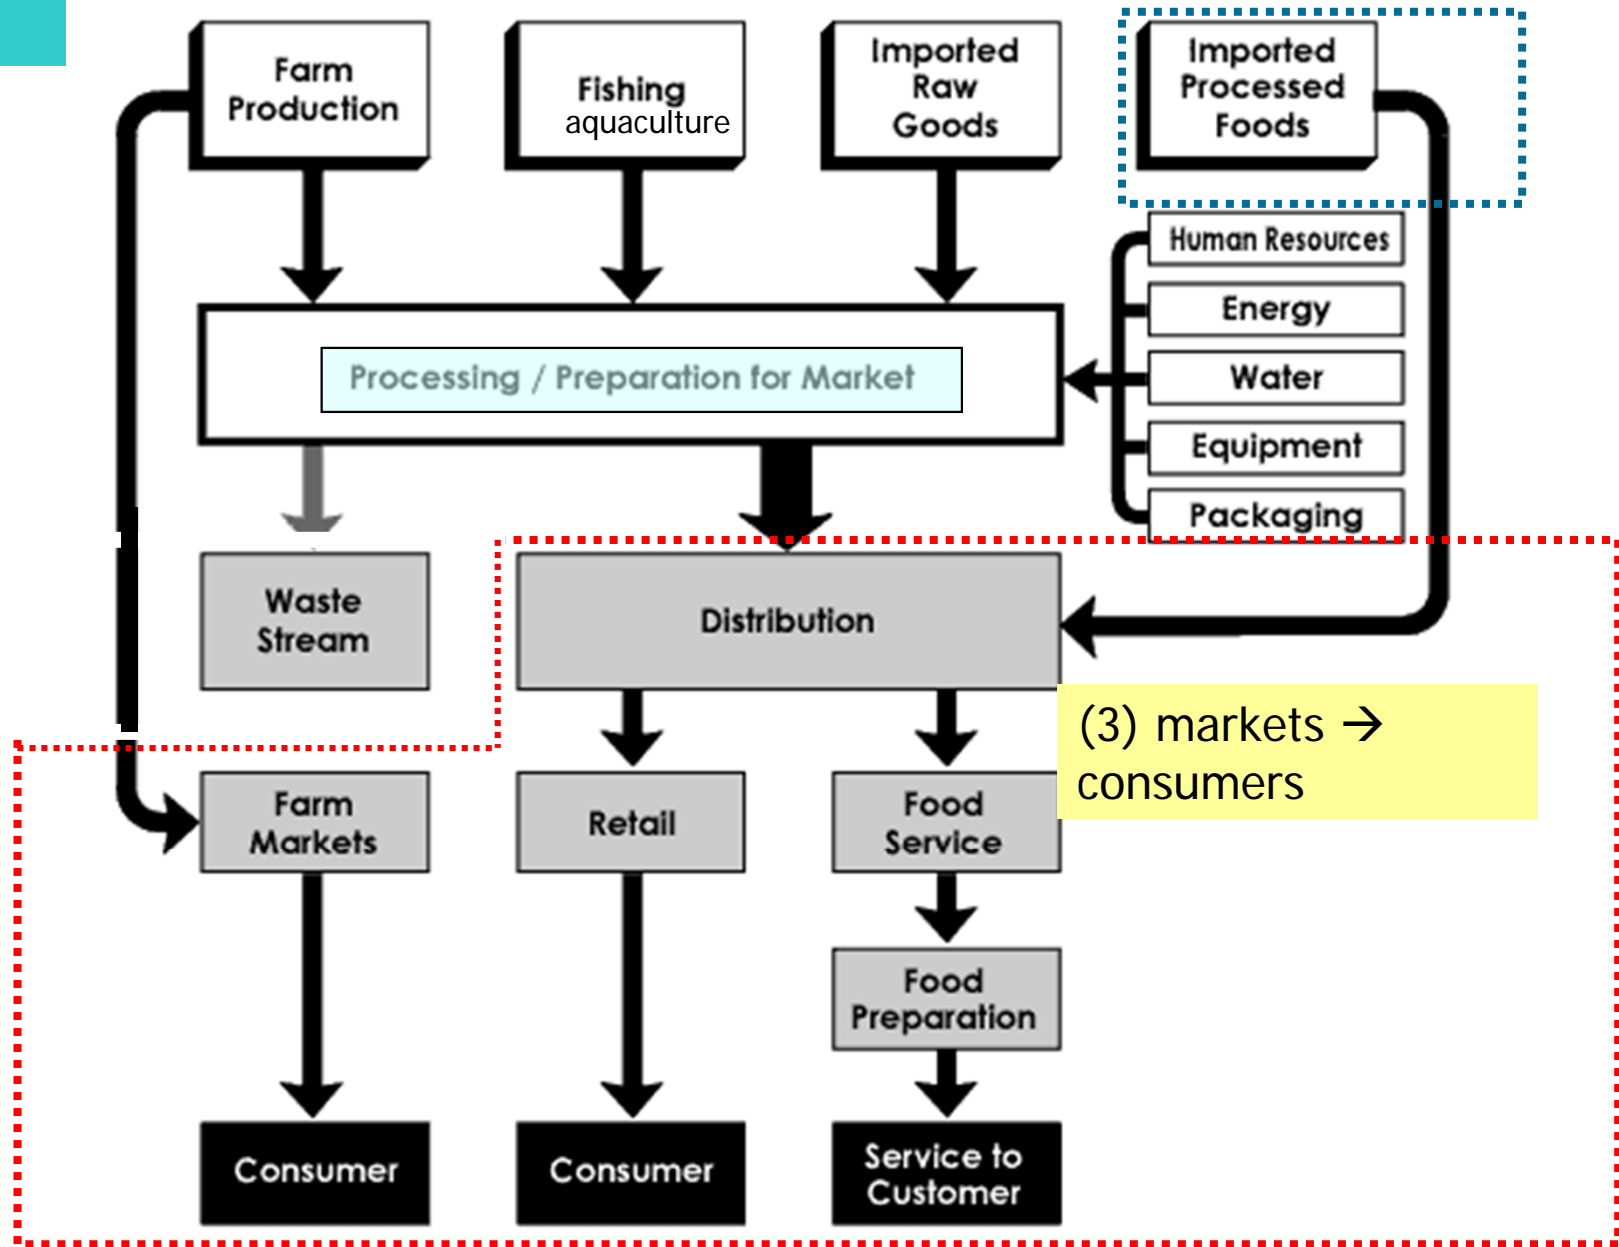 Farm
Production
Fishing
aquaculture
Imported
Raw
Goods
Imported
Processed
Foods
Human Resources
Energy
Water
Equipment
Packaging
Processing / Preparation for Market
Waste
Stream
Distribution
(3) markets →
consumers
Farm
Markets
Retail
Food
Service
Food
Preparation
Consumer
Consumer
Service to
Customer